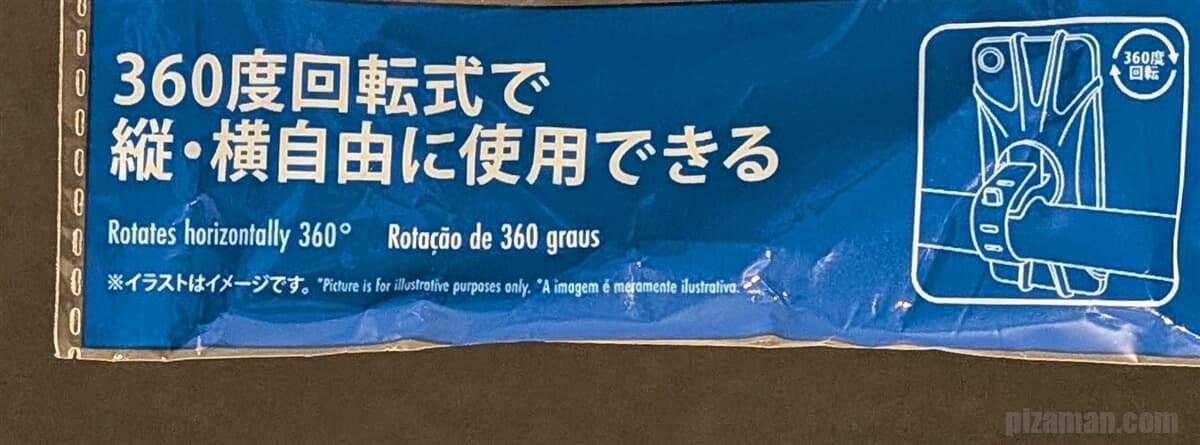 360度回転式で
縦・横自由に使用できる
Rotates horizontally 360° Rotação de 360 graus
※イラストはイメージです。 *Picture is for illustrative purposes only. *A imagem é meramente ilustrativa.
360度
回転
pizaman.com